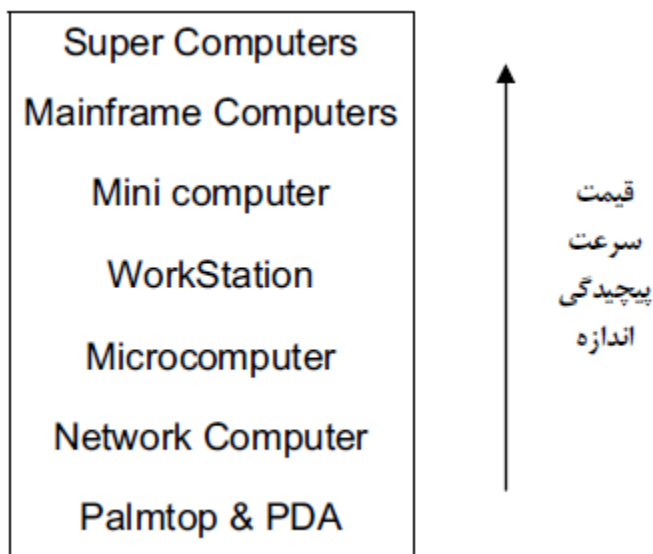 Super Computers
Mainframe Computers
Mini computer
WorkStation
Microcomputer
Network Computer
Palmtop & PDA
قیمت
سرعت
پیچیدگی
اندازه